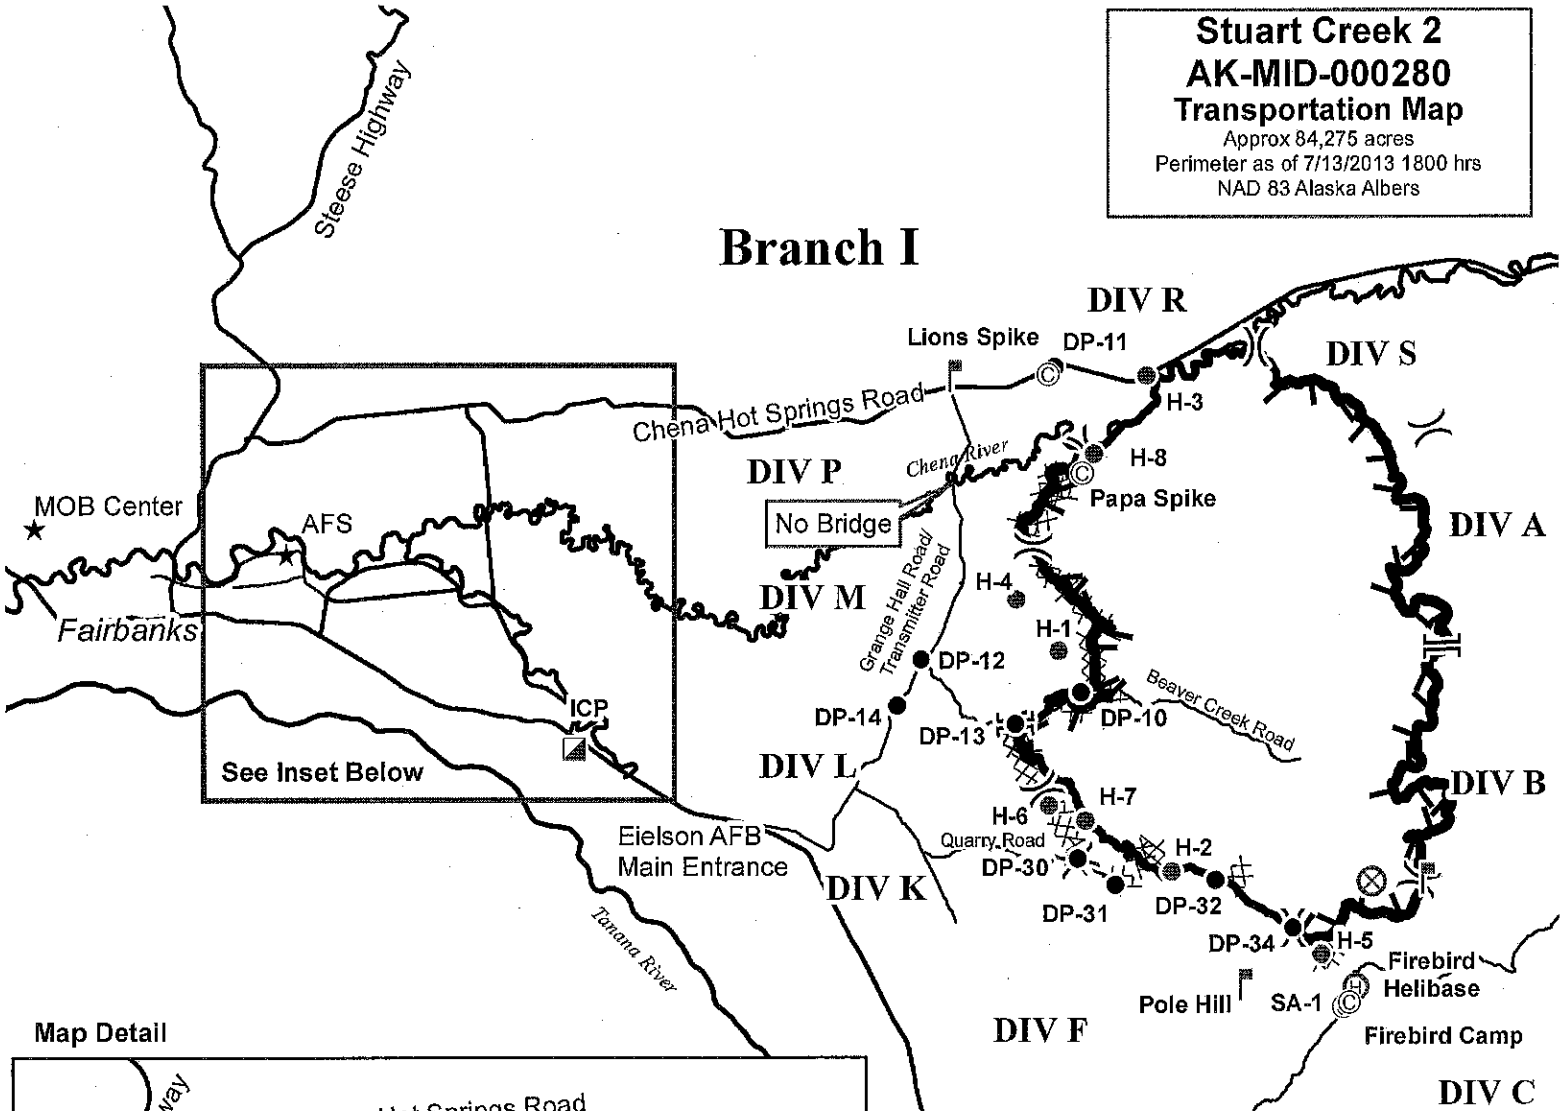 Stuart Creek 2
AK-MID-000280
Transportation Map
Approx 84,275 acres
Perimeter as of 7/13/2013 1800 hrs
NAD 83 Alaska Albers
Steese Highway
Branch I
DIV R
Lions Spike
DP-11
DIV S
H-3
Chena Hot Springs Road
DIV P
Chena River
H-8
Papa Spike
MOB Center
AFS
No Bridge
DIV A
Grange Hall Road/
Transmitter Road
H-4
DIV M
Fairbanks
H-1
DP-12
Beaver Creek Road
ICP
DP-14
DP-13
DP-10
See Inset Below
DIV L
DIV B
H-6
H-7
Eielson AFB
Main Entrance
Quarry Road
DP-30
H-2
DIV K
DP-31
DP-32
Tanana River
DP-34
H-5
Firebird
Helibase
H
Pole Hill
SA-1
C
C
C
Firebird Camp
DIV F
Map Detail
DIV C
way
Hot Springs Road